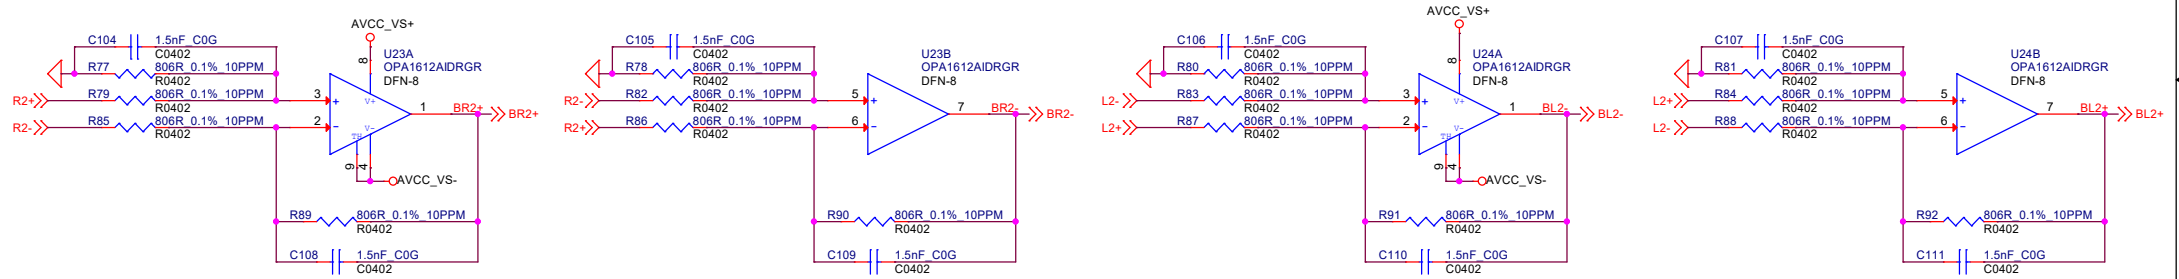 AVCC_VS+
C104 1.5nF_C0G
C0402
R77 806R_0.1%_10PPM
R0402
R2+ R79 806R_0.1%_10PPM
R0402
R2- R85 806R_0.1%_10PPM
R0402
8
U23A
OPA1612AIDRGR
DFN-8
3 + V+ 1 BR2+ BR2+
2 - V-
TH
9 4
AVCC_VS-
R89 806R_0.1%_10PPM
R0402
C108 1.5nF_C0G
C0402
C105 1.5nF_C0G
C0402
R78 806R_0.1%_10PPM
R0402
R2- R82 806R_0.1%_10PPM
R0402
R2+ R86 806R_0.1%_10PPM
R0402
U23B
OPA1612AIDRGR
DFN-8
5 + 7 BR2- BR2-
6 -
R90 806R_0.1%_10PPM
R0402
C109 1.5nF_C0G
C0402
AVCC_VS+
C106 1.5nF_C0G
C0402
R80 806R_0.1%_10PPM
R0402
L2- R83 806R_0.1%_10PPM
R0402
L2+ R87 806R_0.1%_10PPM
R0402
8
U24A
OPA1612AIDRGR
DFN-8
3 + V+ 1 BL2- BL2-
2 - V-
TH
9 4
AVCC_VS-
R91 806R_0.1%_10PPM
R0402
C110 1.5nF_C0G
C0402
C107 1.5nF_C0G
C0402
R81 806R_0.1%_10PPM
R0402
L2+ R84 806R_0.1%_10PPM
R0402
L2- R88 806R_0.1%_10PPM
R0402
U24B
OPA1612AIDRGR
DFN-8
5 + 7 BL2+ BL2+
6 -
R92 806R_0.1%_10PPM
R0402
C111 1.5nF_C0G
C0402